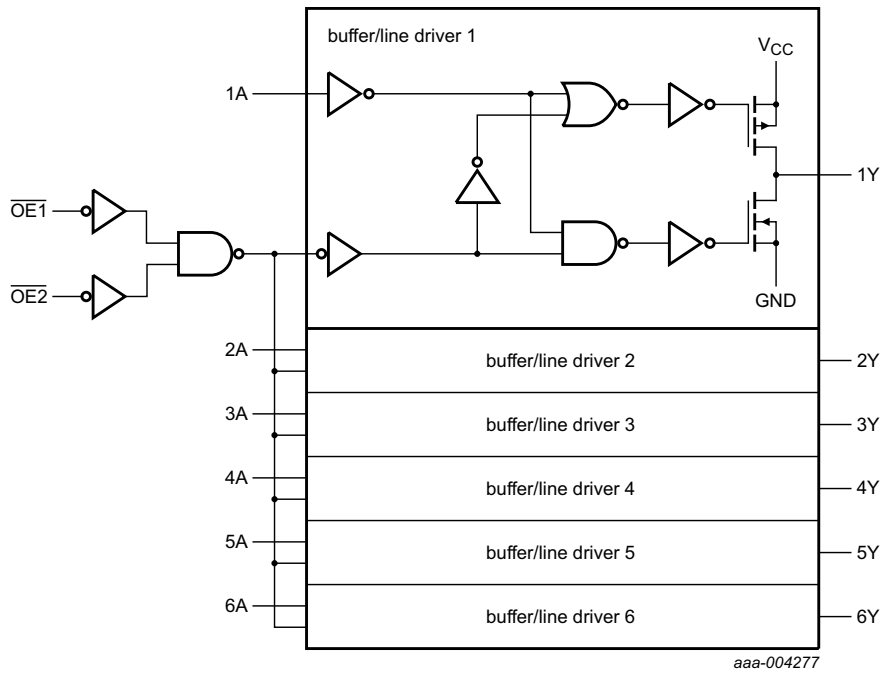 buffer/line driver 1
V_CC
1A
1Y
O̅E̅1̅
O̅E̅2̅
GND
2A
buffer/line driver 2
2Y
3A
buffer/line driver 3
3Y
4A
buffer/line driver 4
4Y
5A
buffer/line driver 5
5Y
6A
buffer/line driver 6
6Y
aaa-004277